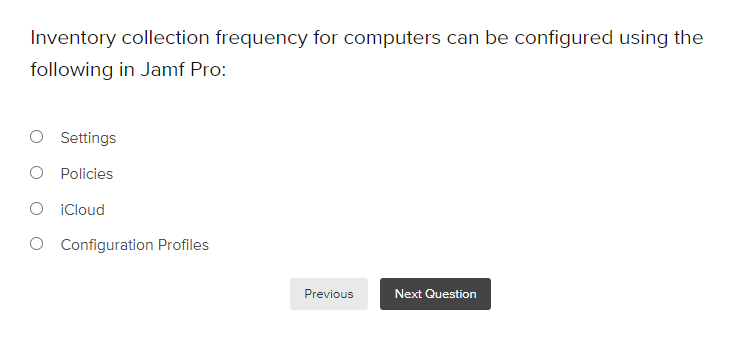 Inventory collection frequency for computers can be configured using the
following in Jamf Pro:
Settings
Policies
iCloud
Configuration Profiles
Previous
Next Question